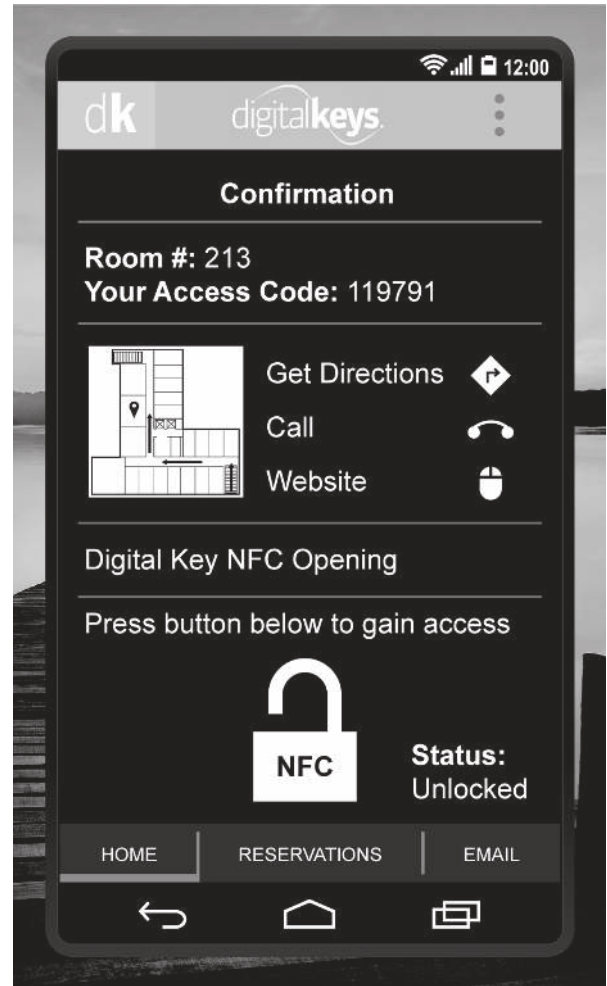 12:00
dk digitalkeys.
Confirmation
Room #: 213
Your Access Code: 119791
Get Directions
Call
Website
Digital Key NFC Opening
Press button below to gain access
NFC
Status:
Unlocked
HOME RESERVATIONS EMAIL